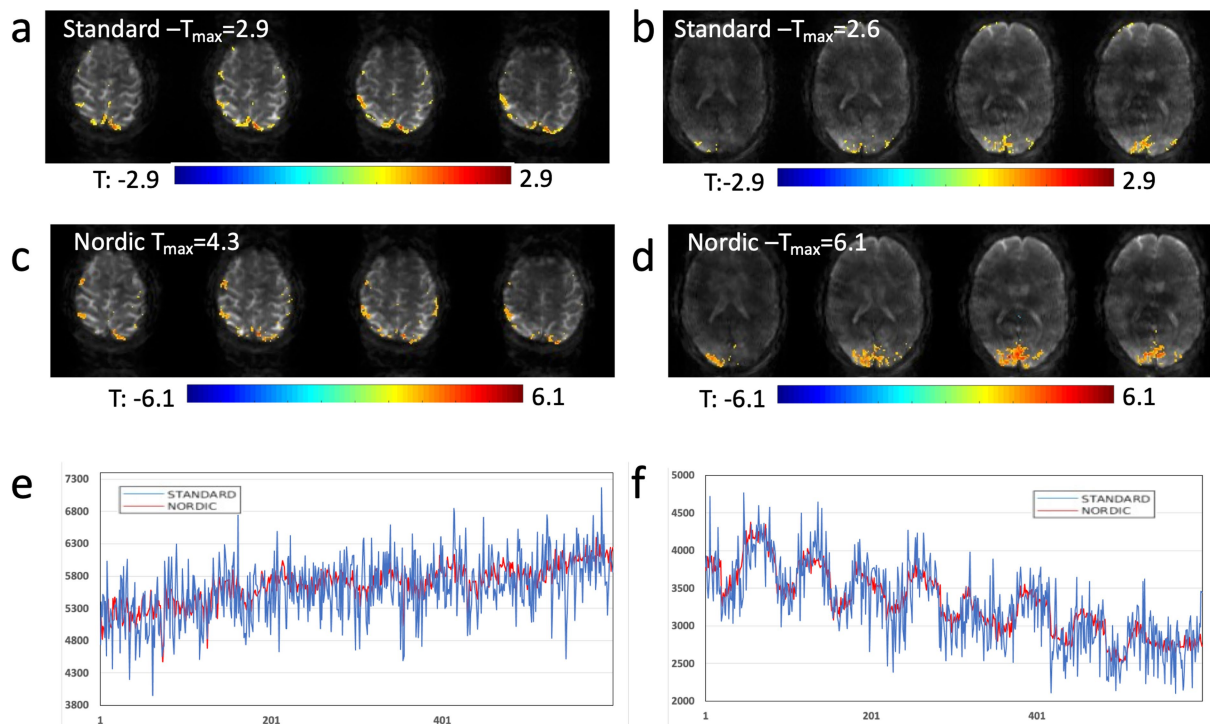 a
Standard –Tmax=2.9
T: -2.9
2.9
b
Standard –Tmax=2.6
T:-2.9
2.9
c
Nordic Tmax=4.3
T: -6.1
6.1
d
Nordic –Tmax=6.1
T: -6.1
6.1
e
7300
6800
6300
5800
5300
4800
4300
3800
STANDARD
NORDIC
1
201
401
f
5000
4500
4000
3500
3000
2500
2000
STANDARD
NORDIC
1
201
401